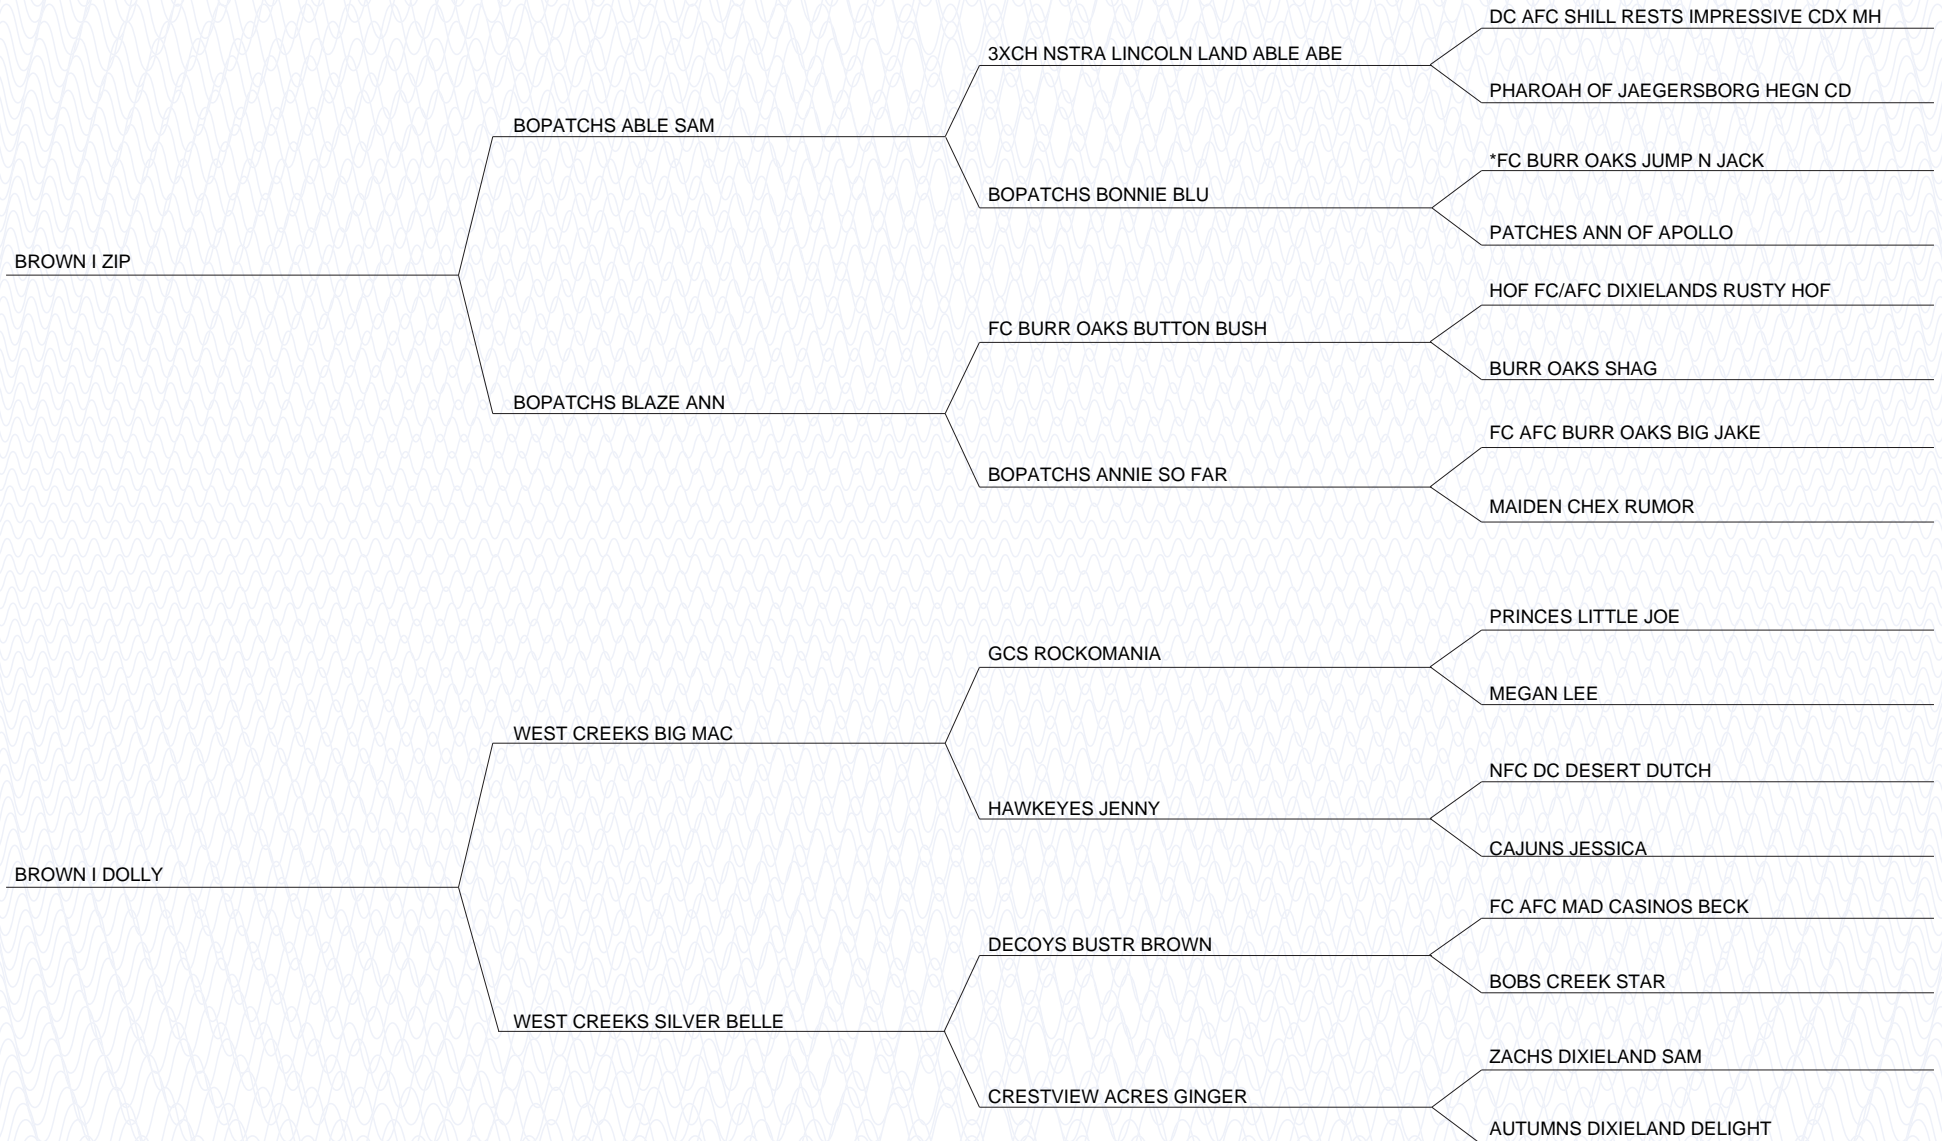 DC AFC SHILL RESTS IMPRESSIVE CDX MH
3XCH NSTRA LINCOLN LAND ABLE ABE
PHAROAH OF JAEGERSBORG HEGN CD
BOPATCHS ABLE SAM
*FC BURR OAKS JUMP N JACK
BOPATCHS BONNIE BLU
PATCHES ANN OF APOLLO
BROWN I ZIP
HOF FC/AFC DIXIELANDS RUSTY HOF
FC BURR OAKS BUTTON BUSH
BURR OAKS SHAG
BOPATCHS BLAZE ANN
FC AFC BURR OAKS BIG JAKE
BOPATCHS ANNIE SO FAR
MAIDEN CHEX RUMOR
PRINCES LITTLE JOE
GCS ROCKOMANIA
MEGAN LEE
WEST CREEKS BIG MAC
NFC DC DESERT DUTCH
HAWKEYES JENNY
CAJUNS JESSICA
BROWN I DOLLY
FC AFC MAD CASINOS BECK
DECOYS BUSTR BROWN
BOBS CREEK STAR
WEST CREEKS SILVER BELLE
ZACHS DIXIELAND SAM
CRESTVIEW ACRES GINGER
AUTUMNS DIXIELAND DELIGHT